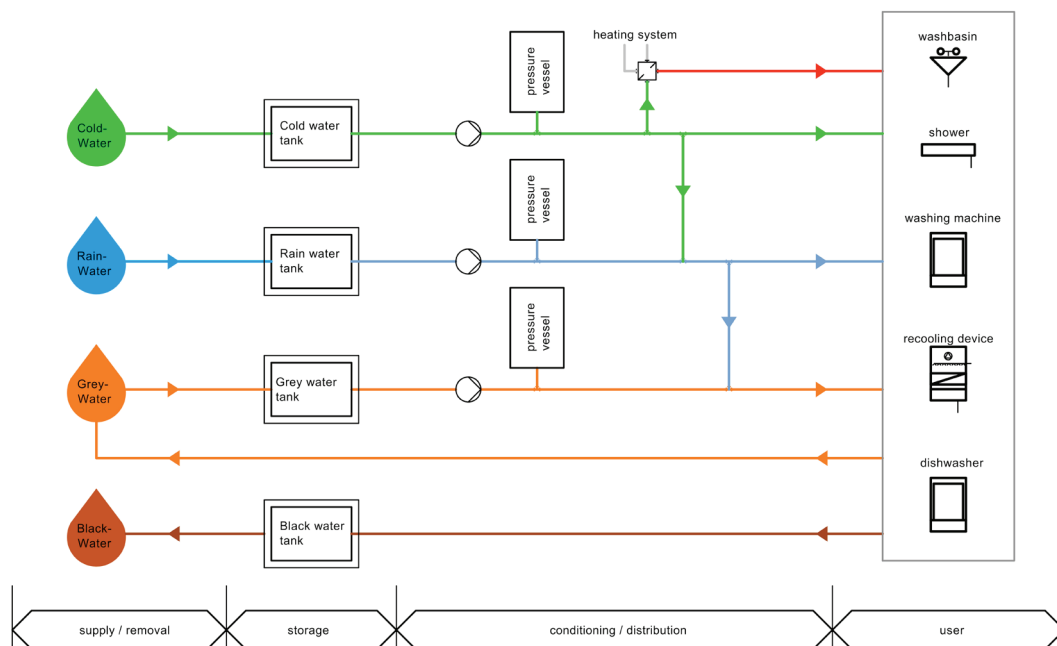 heating system
pressure
vessel
washbasin
Cold-
Water
Cold water
tank
shower
pressure
vessel
washing machine
Rain-
Water
Rain water
tank
pressure
vessel
recooling device
Grey-
Water
Grey water
tank
dishwasher
Black-
Water
Black water
tank
supply / removal
storage
conditioning / distribution
user